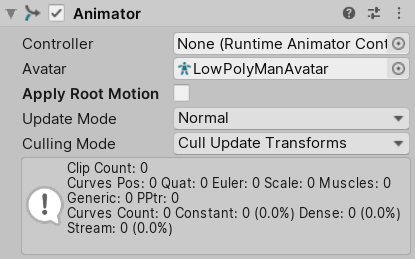 Animator
Controller None (Runtime Animator Cont
Avatar LowPolyManAvatar
Apply Root Motion
Update Mode Normal
Culling Mode Cull Update Transforms
Clip Count: 0
Curves Pos: 0 Quat: 0 Euler: 0 Scale: 0 Muscles: 0
Generic: 0 PPtr: 0
Curves Count: 0 Constant: 0 (0.0%) Dense: 0 (0.0%)
Stream: 0 (0.0%)